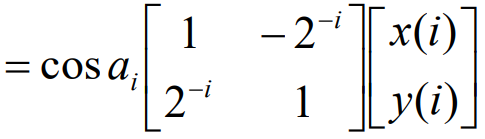 = cos a_i [ 1 -2^{-i} ] [ x(i) ]
[ 2^{-i} 1 ] [ y(i) ]